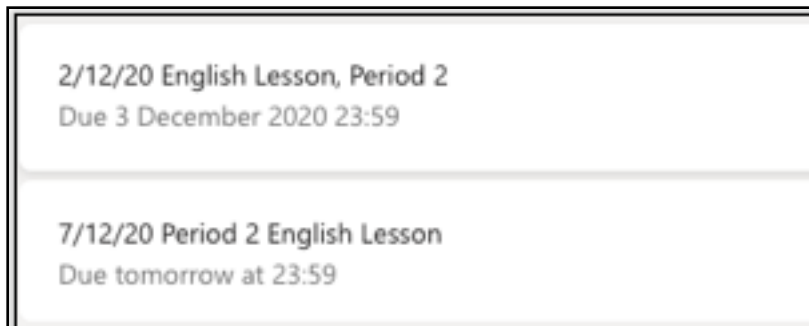 2/12/20 English Lesson, Period 2
Due 3 December 2020 23:59
7/12/20 Period 2 English Lesson
Due tomorrow at 23:59